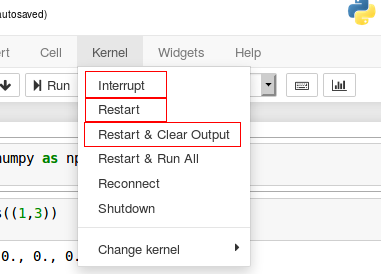 autosaved)
Cell Kernel Widgets Help
Run
Interrupt
Restart
Restart & Clear Output
Restart & Run All
Reconnect
Shutdown
Change kernel
numpy as np
s((1,3))
0., 0., 0.